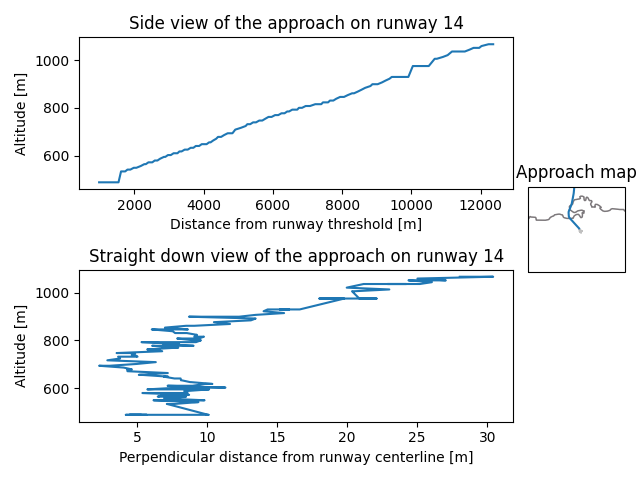 Side view of the approach on runway 14
Altitude [m]
1000
800
600
2000 4000 6000 8000 10000 12000
Distance from runway threshold [m]
Approach map
Straight down view of the approach on runway 14
Altitude [m]
1000
800
600
5 10 15 20 25 30
Perpendicular distance from runway centerline [m]